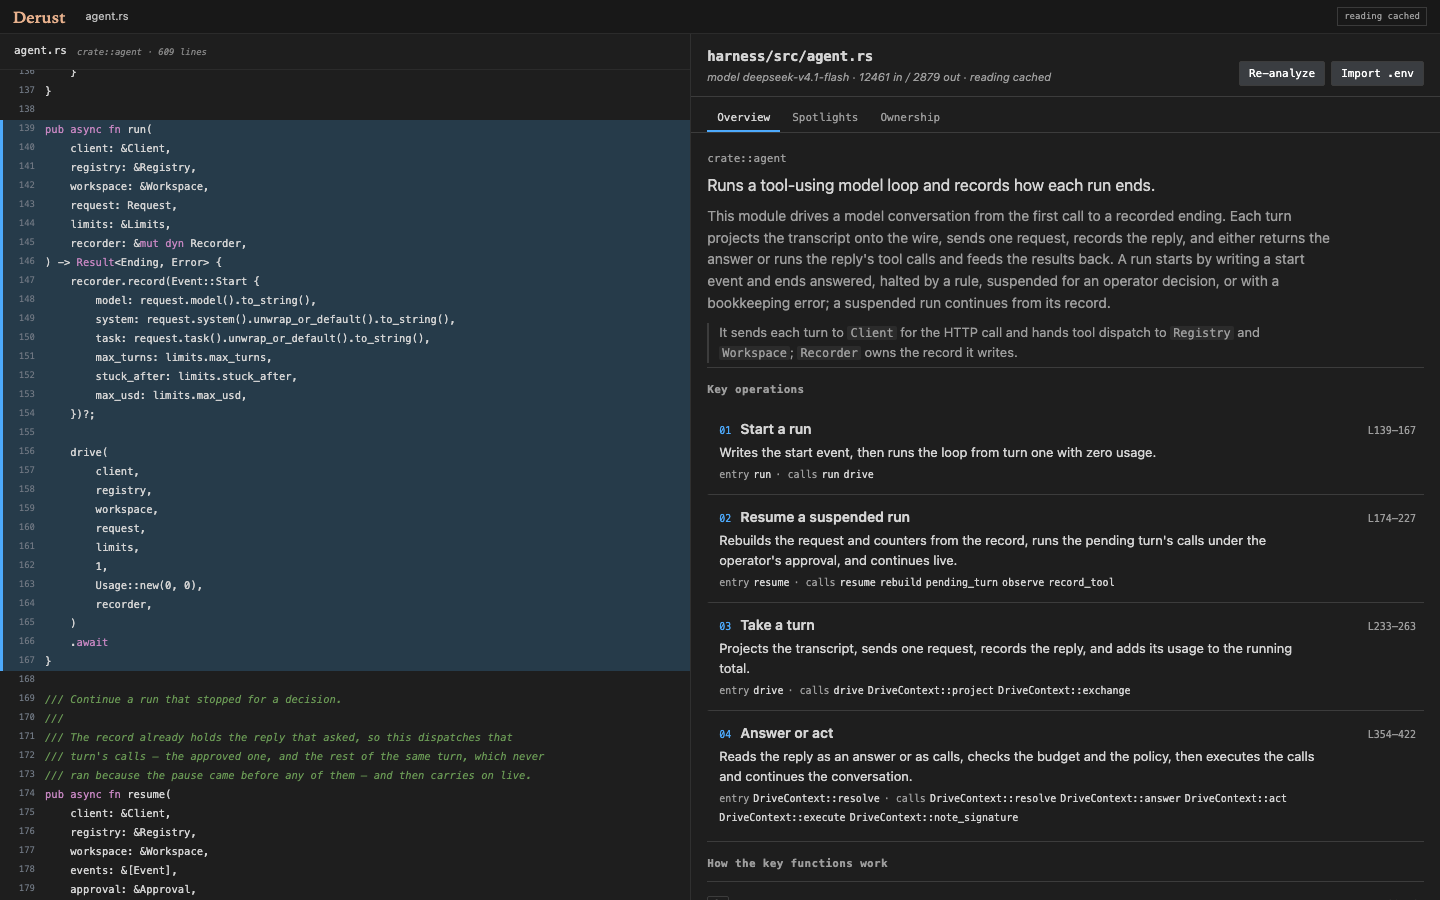 Derust agent.rs reading cached
agent.rs crate::agent · 609 lines
136 }
137 }
138
139 pub async fn run(
140 client: &Client,
141 registry: &Registry,
142 workspace: &Workspace,
143 request: Request,
144 limits: &Limits,
145 recorder: &mut dyn Recorder,
146 ) -> Result<Ending, Error> {
147 recorder.record(Event::Start {
148 model: request.model().to_string(),
149 system: request.system().unwrap_or_default().to_string(),
150 task: request.task().unwrap_or_default().to_string(),
151 max_turns: limits.max_turns,
152 stuck_after: limits.stuck_after,
153 max_usd: limits.max_usd,
154 })?;
155
156 drive(
157 client,
158 registry,
159 workspace,
160 request,
161 limits,
162 1,
163 Usage::new(0, 0),
164 recorder,
165 )
166 .await
167 }
168
169 /// Continue a run that stopped for a decision.
170 ///
171 /// The record already holds the reply that asked, so this dispatches that
172 /// turn's calls — the approved one, and the rest of the same turn, which never
173 /// ran because the pause came before any of them — and then carries on live.
174 pub async fn resume(
175 client: &Client,
176 registry: &Registry,
177 workspace: &Workspace,
178 events: &[Event],
179 approval: &Approval,
harness/src/agent.rs
model deepseek-v4.1-flash · 12461 in / 2879 out · reading cached
Re-analyze Import .env
Overview Spotlights Ownership
crate::agent
Runs a tool-using model loop and records how each run ends.
This module drives a model conversation from the first call to a recorded ending. Each turn
projects the transcript onto the wire, sends one request, records the reply, and either returns the
answer or runs the reply's tool calls and feeds the results back. A run starts by writing a start
event and ends answered, halted by a rule, suspended for an operator decision, or with a
bookkeeping error; a suspended run continues from its record.
It sends each turn to Client for the HTTP call and hands tool dispatch to Registry and
Workspace; Recorder owns the record it writes.
Key operations
01 Start a run L139–167
Writes the start event, then runs the loop from turn one with zero usage.
entry run · calls run drive
02 Resume a suspended run L174–227
Rebuilds the request and counters from the record, runs the pending turn's calls under the
operator's approval, and continues live.
entry resume · calls resume rebuild pending_turn observe record_tool
03 Take a turn L233–263
Projects the transcript, sends one request, records the reply, and adds its usage to the running
total.
entry drive · calls drive DriveContext::project DriveContext::exchange
04 Answer or act L354–422
Reads the reply as an answer or as calls, checks the budget and the policy, then executes the calls
and continues the conversation.
entry DriveContext::resolve · calls DriveContext::resolve DriveContext::answer DriveContext::act
DriveContext::execute DriveContext::note_signature
How the key functions work